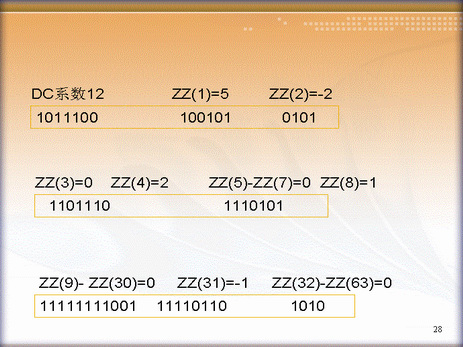 DC系数12 ZZ(1)=5 ZZ(2)=-2
1011100 100101 0101
ZZ(3)=0 ZZ(4)=2 ZZ(5)-ZZ(7)=0 ZZ(8)=1
1101110 1110101
ZZ(9)- ZZ(30)=0 ZZ(31)=-1 ZZ(32)-ZZ(63)=0
11111111001 11110110 1010
28